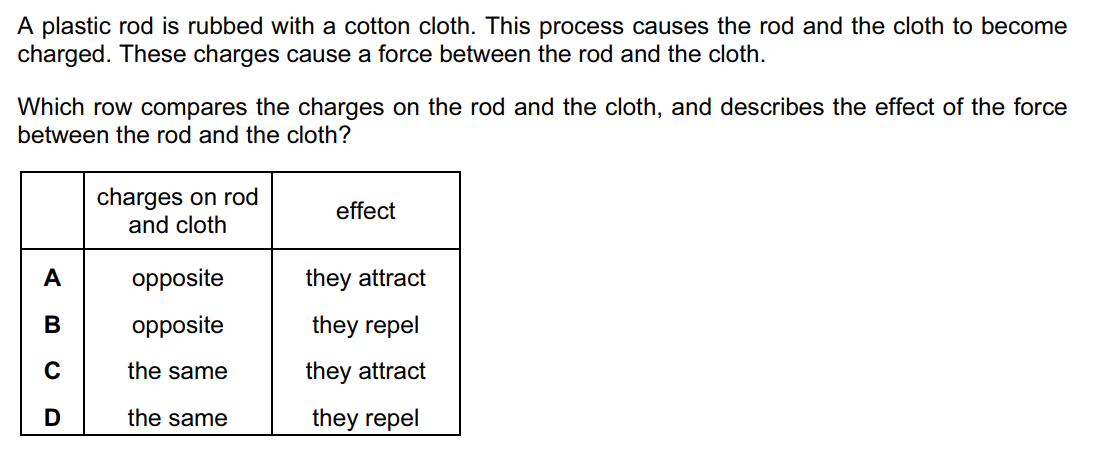 A plastic rod is rubbed with a cotton cloth. This process causes the rod and the cloth to become
charged. These charges cause a force between the rod and the cloth.
Which row compares the charges on the rod and the cloth, and describes the effect of the force
between the rod and the cloth?
charges on rod
and cloth
effect
A opposite they attract
B opposite they repel
C the same they attract
D the same they repel